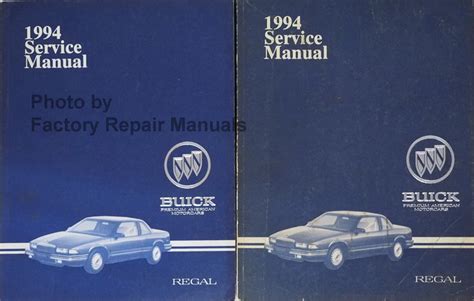 1994
Service
Manual
Photo by
Factory Repair Manuals
BUICK
PREMIUM AMERICAN
MOTORCARS
REGAL
1994
Service
Manual
BUICK
PREMIUM AMERICAN
MOTORCARS
REGAL